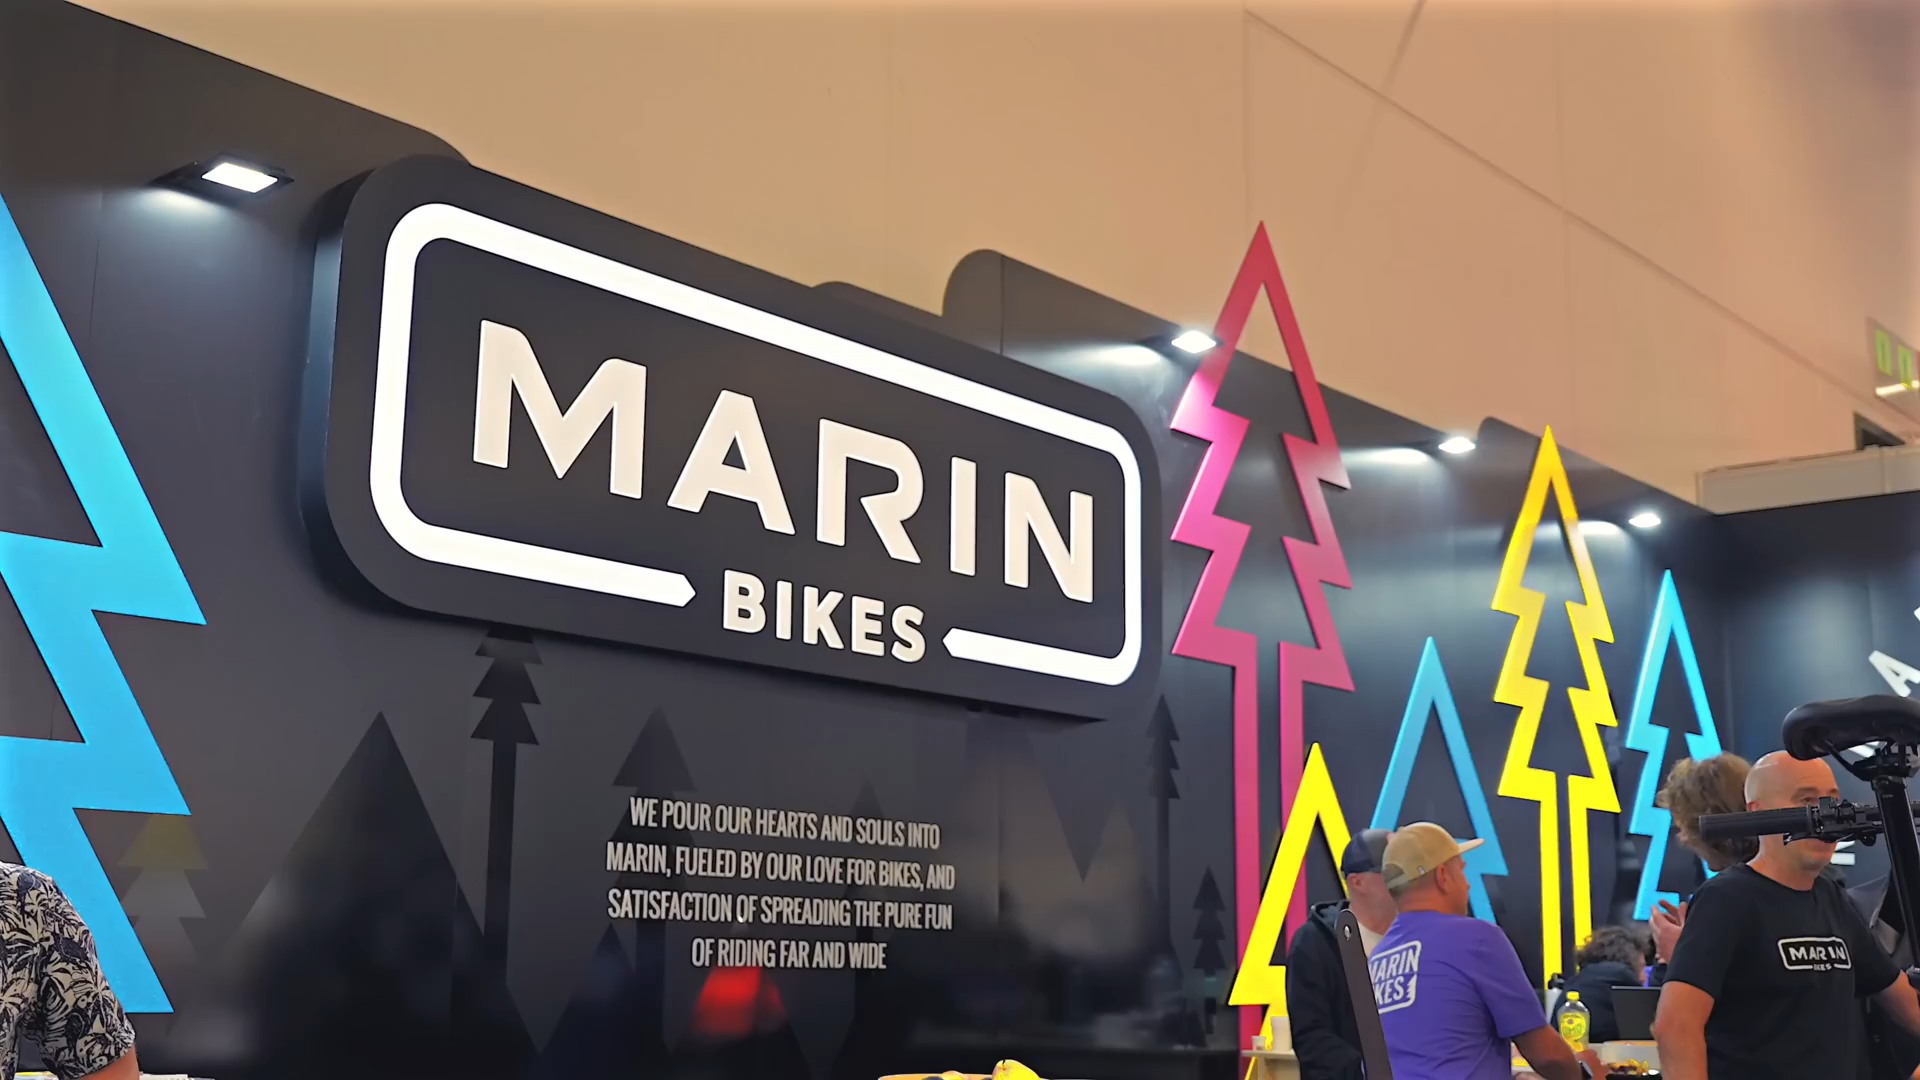 MARIN
BIKES
WE POUR OUR HEARTS AND SOULS INTO
MARIN, FUELED BY OUR LOVE FOR BIKES, AND
SATISFACTION OF SPREADING THE PURE FUN
OF RIDING FAR AND WIDE
MARIN
BIKES
MARIN
BIKES